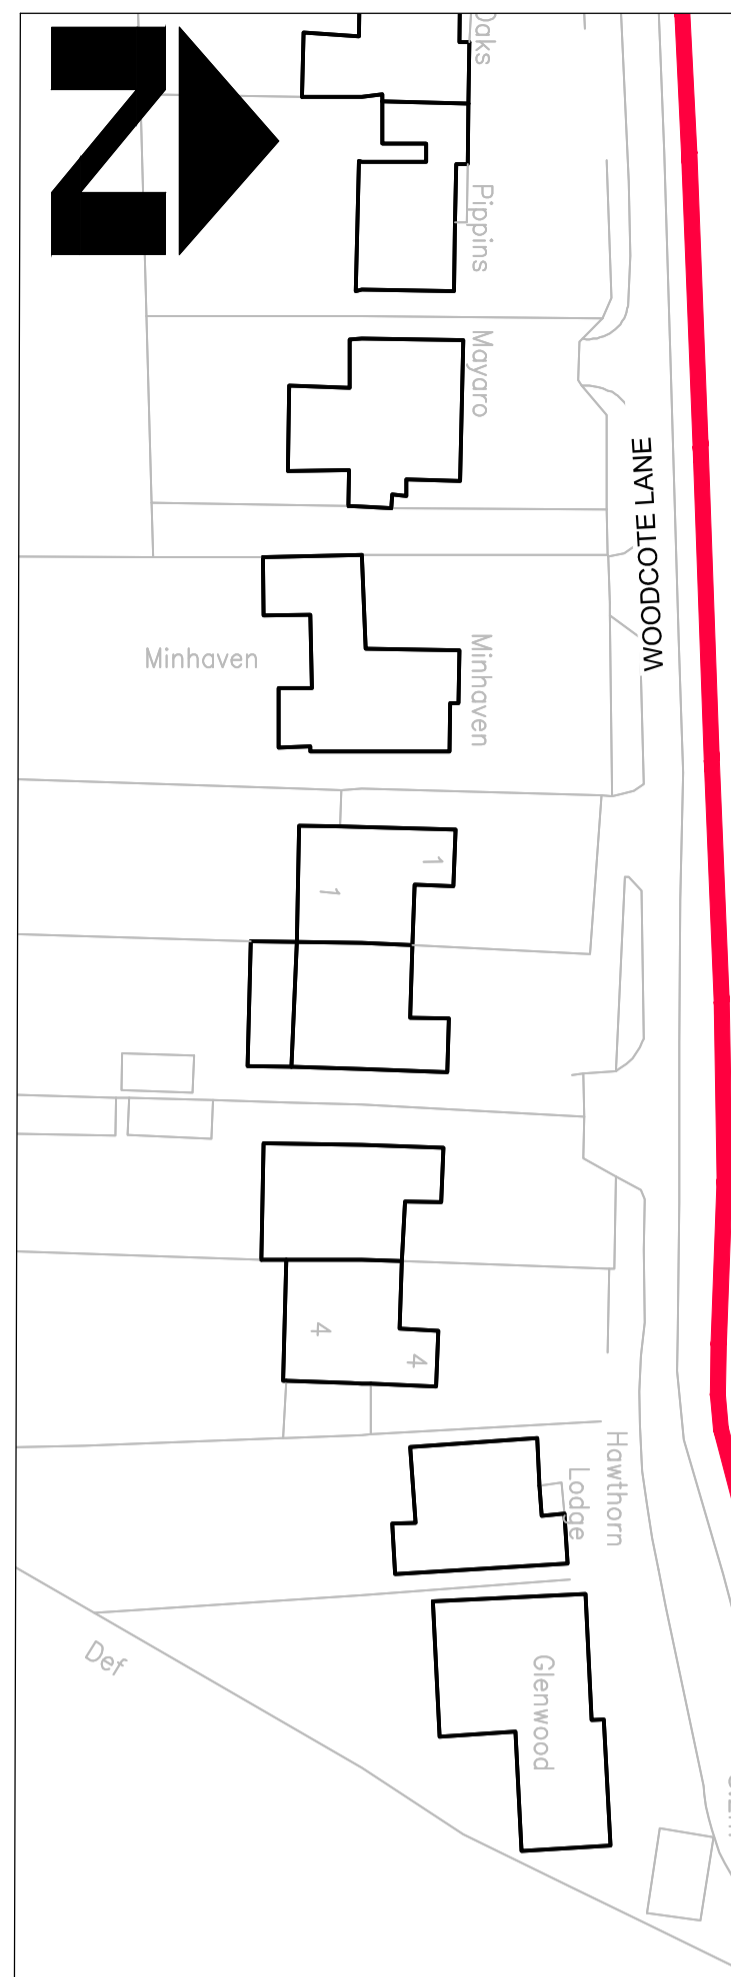 N
Oaks
Pippins
Mayaro
WOODCOTE LANE
Minhaven
Minhaven
1
1
4
4
Hawthorn
Lodge
Def
Glenwood